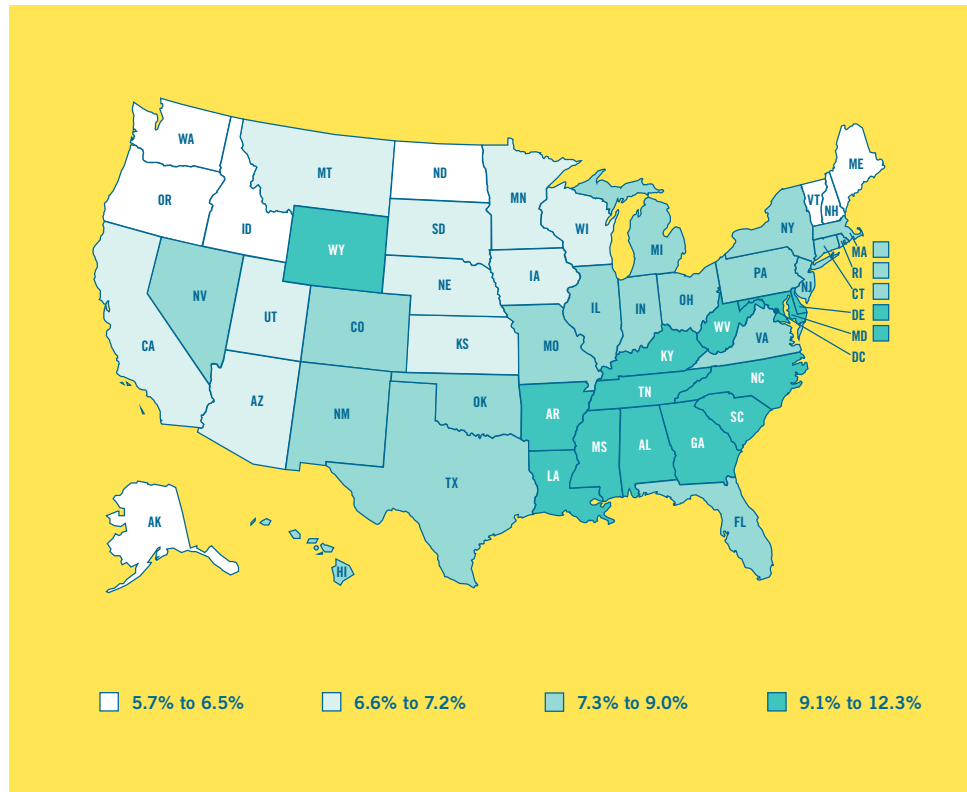 WA
MT
ND
MN
ME
OR
ID
WY
SD
WI
MI
VT
NH
NY
MA
RI
CT
NV
UT
CO
NE
IA
IL
IN
OH
PA
NJ
DE
MD
DC
CA
AZ
NM
KS
MO
KY
WV
VA
OK
AR
TN
NC
TX
LA
MS
AL
GA
SC
FL
AK
HI
5.7% to 6.5%
6.6% to 7.2%
7.3% to 9.0%
9.1% to 12.3%